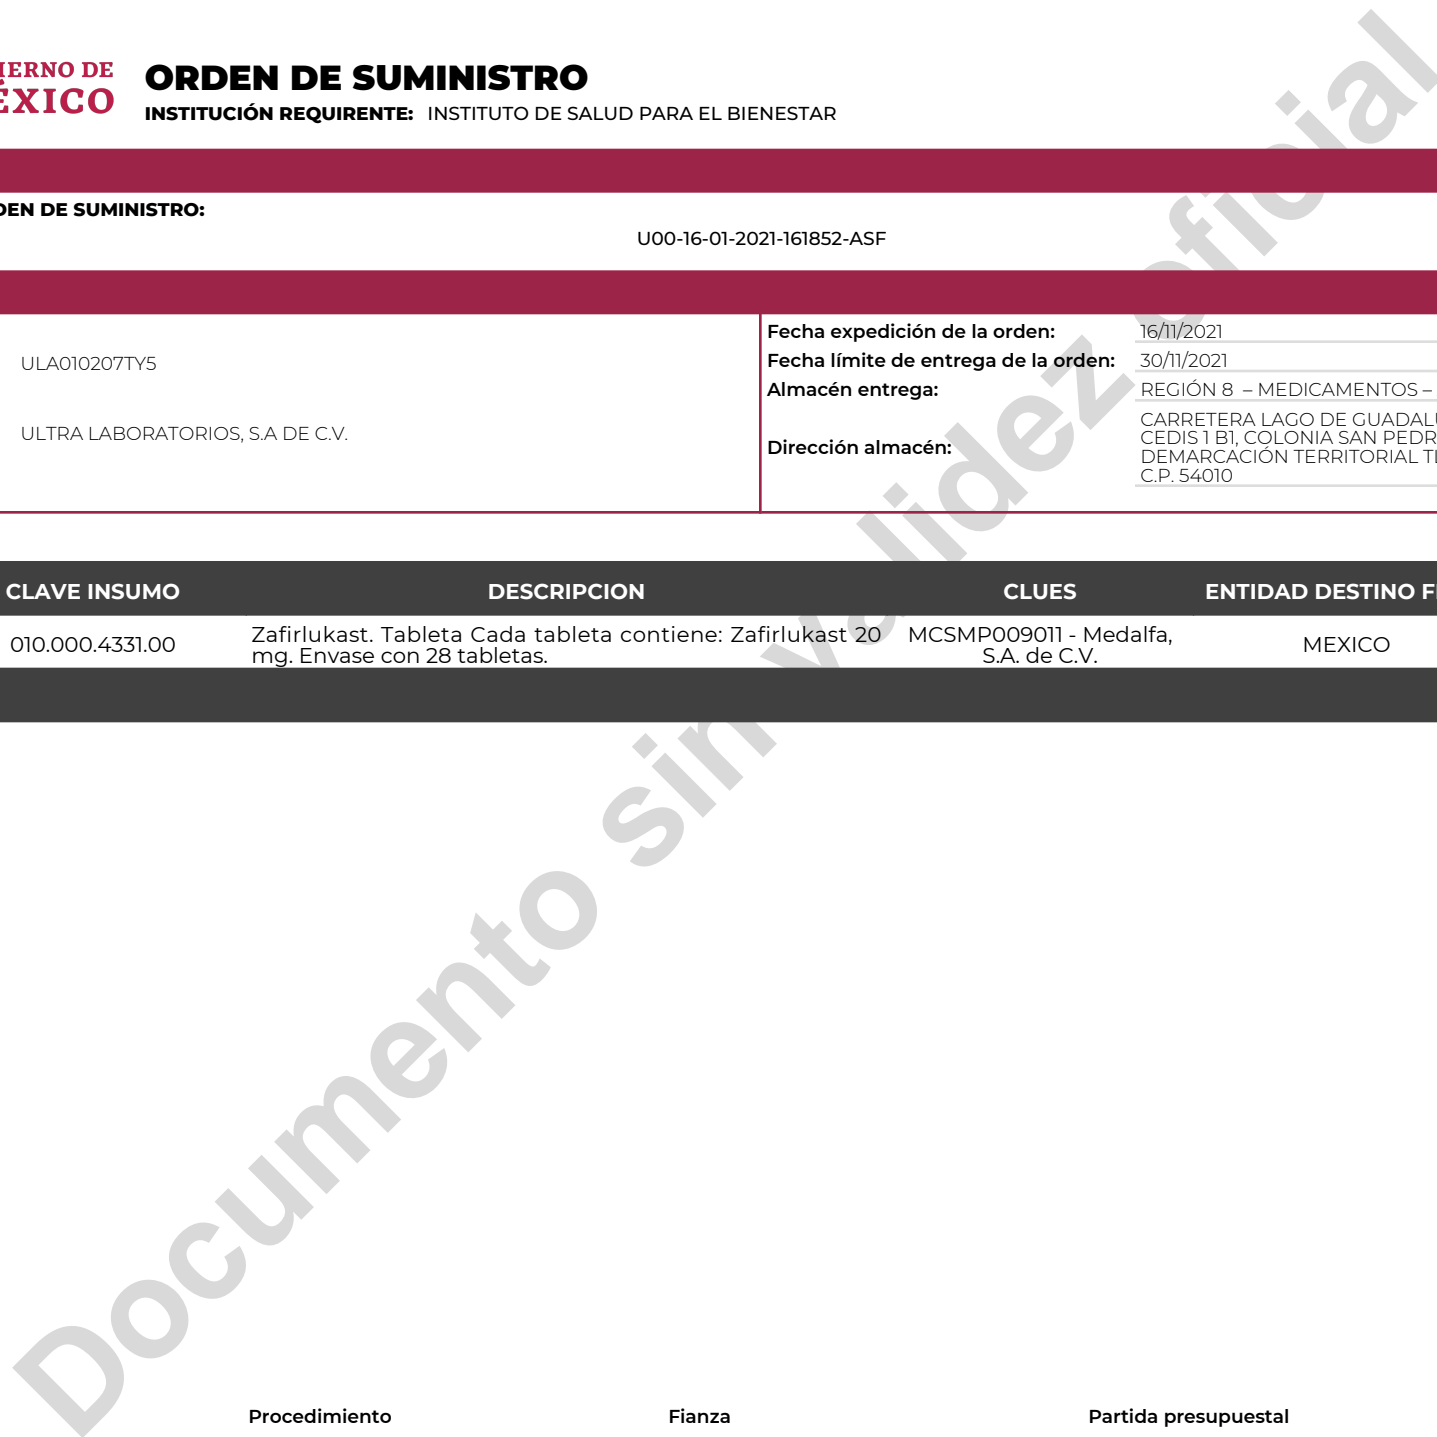 IERNO DE
ÉXICO
ORDEN DE SUMINISTRO
INSTITUCIÓN REQUIRENTE: INSTITUTO DE SALUD PARA EL BIENESTAR
DEN DE SUMINISTRO:
U00-16-01-2021-161852-ASF
ULA010207TY5
ULTRA LABORATORIOS, S.A DE C.V.
Fecha expedición de la orden: 16/11/2021
Fecha límite de entrega de la orden: 30/11/2021
Almacén entrega: REGIÓN 8 – MEDICAMENTOS –
Dirección almacén:
CARRETERA LAGO DE GUADALU
CEDIS 1 B1, COLONIA SAN PEDR
DEMARCACIÓN TERRITORIAL TL
C.P. 54010
CLAVE INSUMO DESCRIPCION CLUES ENTIDAD DESTINO F
010.000.4331.00
Zafirlukast. Tableta Cada tableta contiene: Zafirlukast 20
mg. Envase con 28 tabletas.
MCSMP009011 - Medalfa,
S.A. de C.V.
MEXICO
Documento sin validez oficial
Procedimiento Fianza Partida presupuestal